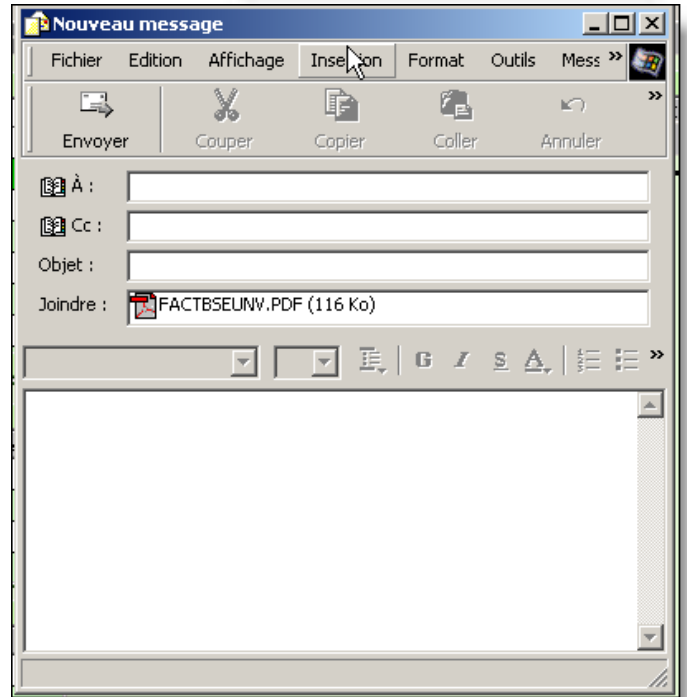 Nouveau message
Fichier Edition Affichage Insertion Format Outils Mess »
Envoyer Couper Copier Coller Annuler »
À :
Cc :
Objet :
Joindre : FACTBSEUNV.PDF (116 Ko)
G I S A »